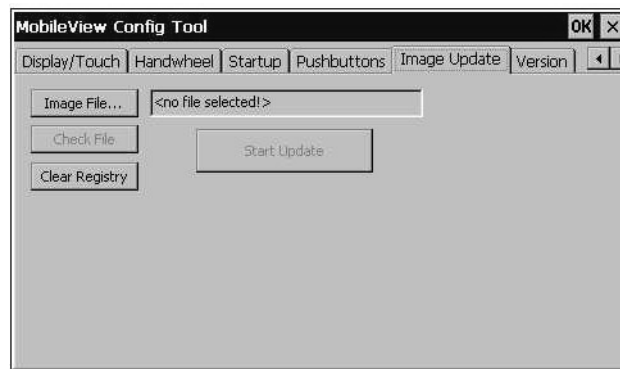 MobileView Config Tool OK ×
Display/Touch Handwheel Startup Pushbuttons Image Update Version
Image File... <no file selected!>
Check File
Start Update
Clear Registry